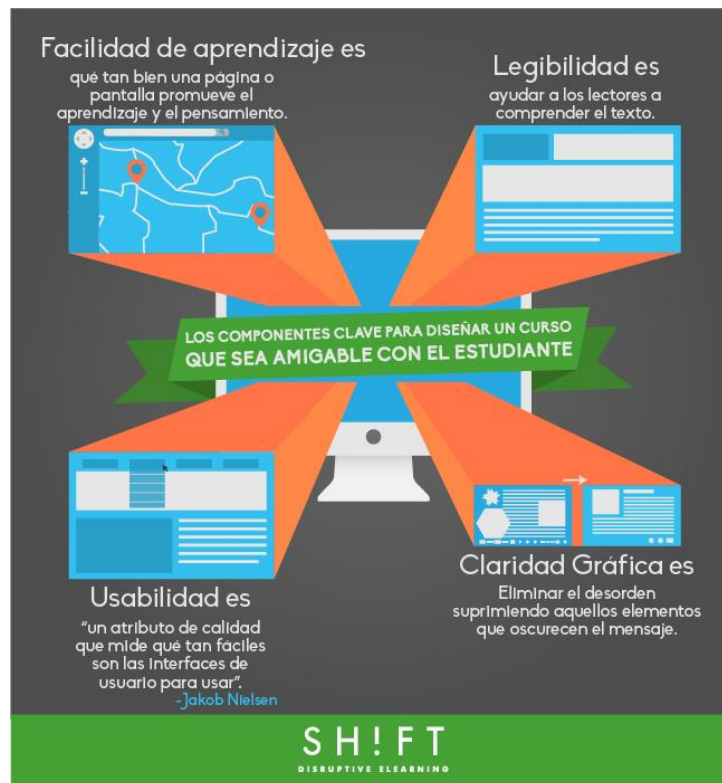 Facilidad de aprendizaje es
qué tan bien una página o
pantalla promueve el
aprendizaje y el pensamiento.
Legibilidad es
ayudar a los lectores a
comprender el texto.
LOS COMPONENTES CLAVE PARA DISEÑAR UN CURSO
QUE SEA AMIGABLE CON EL ESTUDIANTE
Usabilidad es
“un atributo de calidad
que mide qué tan fáciles
son las interfaces de
usuario para usar”.
-Jakob Nielsen
Claridad Gráfica es
Eliminar el desorden
suprimiendo aquellos elementos
que oscurecen el mensaje.
SH!FT
DISRUPTIVE ELEARNING